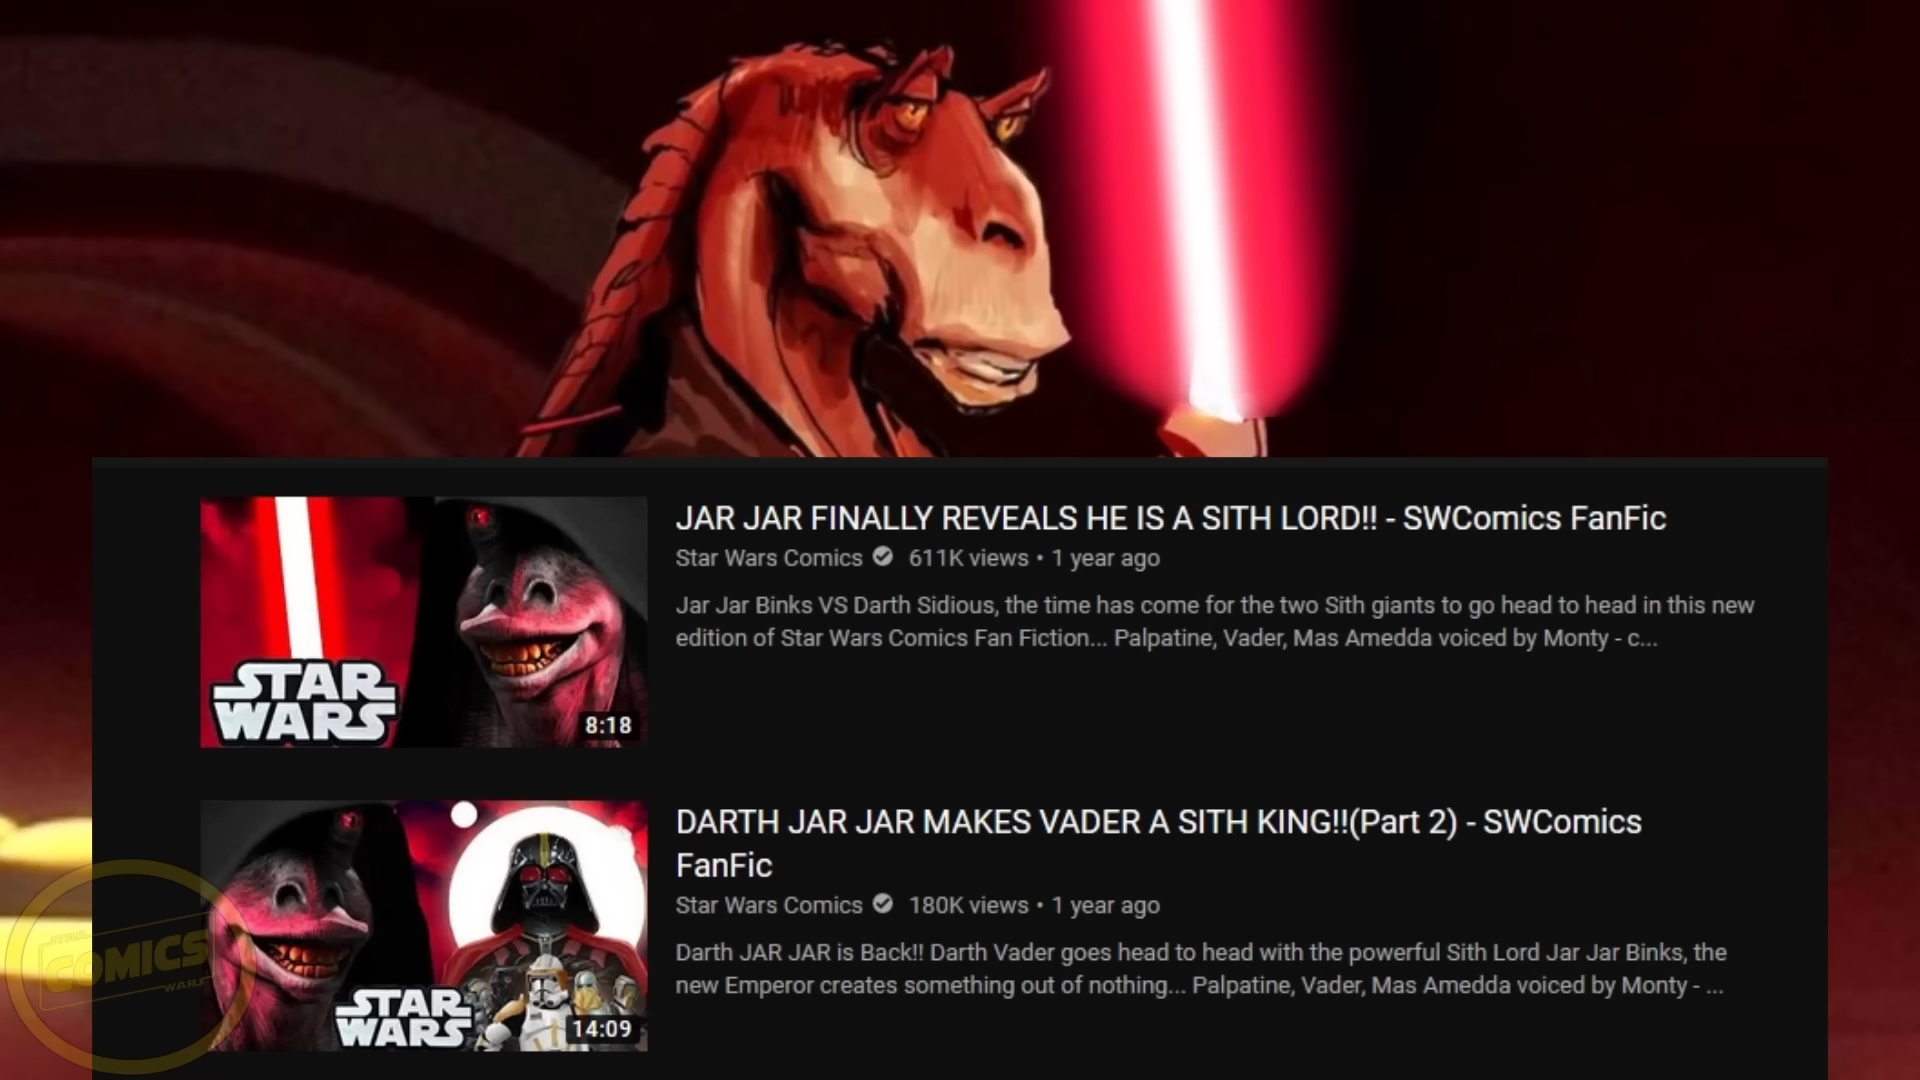 JAR JAR FINALLY REVEALS HE IS A SITH LORD!! - SWComics FanFic
Star Wars Comics 611K views • 1 year ago
Jar Jar Binks VS Darth Sidious, the time has come for the two Sith giants to go head to head in this new
edition of Star Wars Comics Fan Fiction... Palpatine, Vader, Mas Amedda voiced by Monty - c...
STAR
WARS
8:18
DARTH JAR JAR MAKES VADER A SITH KING!!(Part 2) - SWComics
FanFic
Star Wars Comics 180K views • 1 year ago
Darth JAR JAR is Back!! Darth Vader goes head to head with the powerful Sith Lord Jar Jar Binks, the
new Emperor creates something out of nothing... Palpatine, Vader, Mas Amedda voiced by Monty - ...
STAR
WARS
14:09
STAR
COMICS
WARS